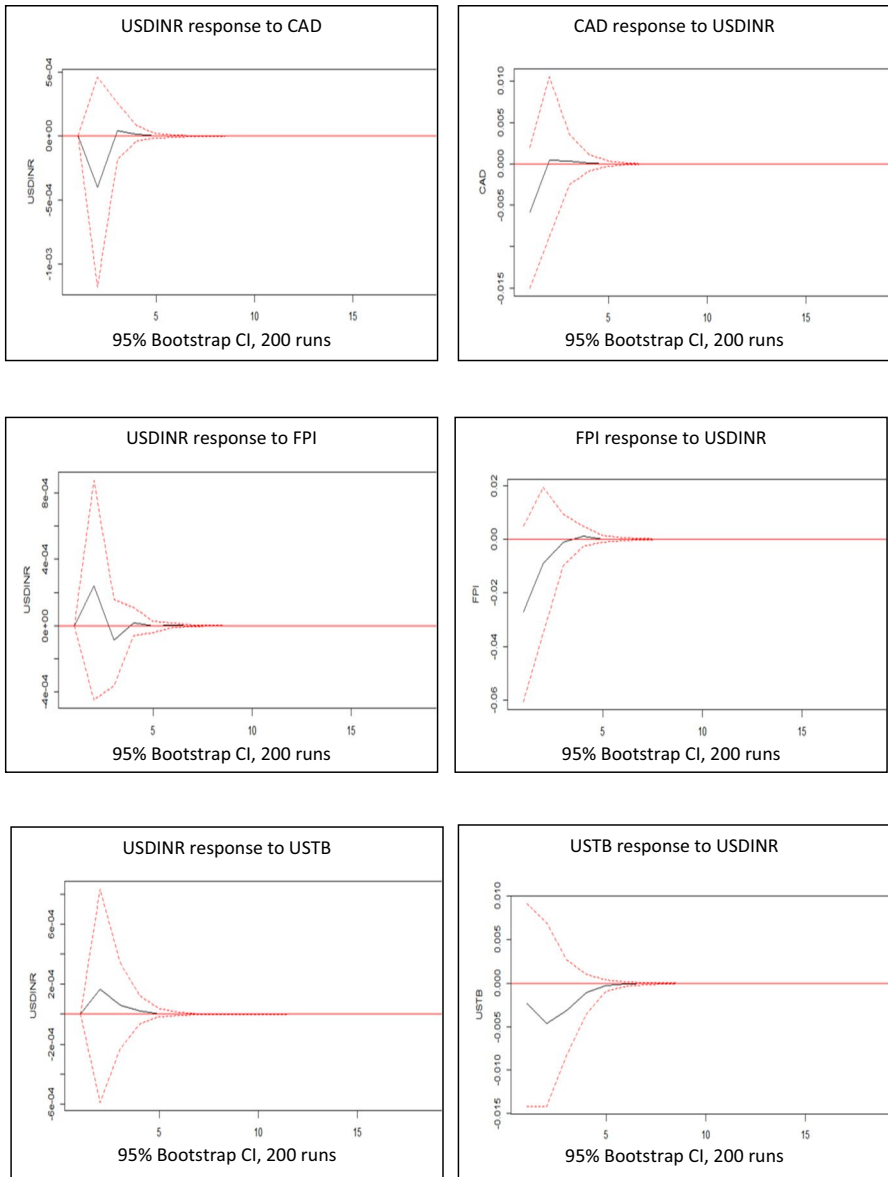 USDINR response to CAD
5e-04
0e+00
-5e-04
-1e-03
USDINR
5 10 15
95% Bootstrap CI, 200 runs
CAD response to USDINR
0.010
0.005
0.000
-0.005
-0.015
CAD
5 10 15
95% Bootstrap CI, 200 runs
USDINR response to FPI
8e-04
4e-04
0e+00
-4e-04
USDINR
5 10 15
95% Bootstrap CI, 200 runs
FPI response to USDINR
0.02
0.00
-0.02
-0.04
-0.06
FPI
5 10 15
95% Bootstrap CI, 200 runs
USDINR response to USTB
6e-04
2e-04
-2e-04
-6e-04
USDINR
5 10 15
95% Bootstrap CI, 200 runs
USTB response to USDINR
0.010
0.005
0.000
-0.005
-0.010
-0.015
USTB
5 10 15
95% Bootstrap CI, 200 runs